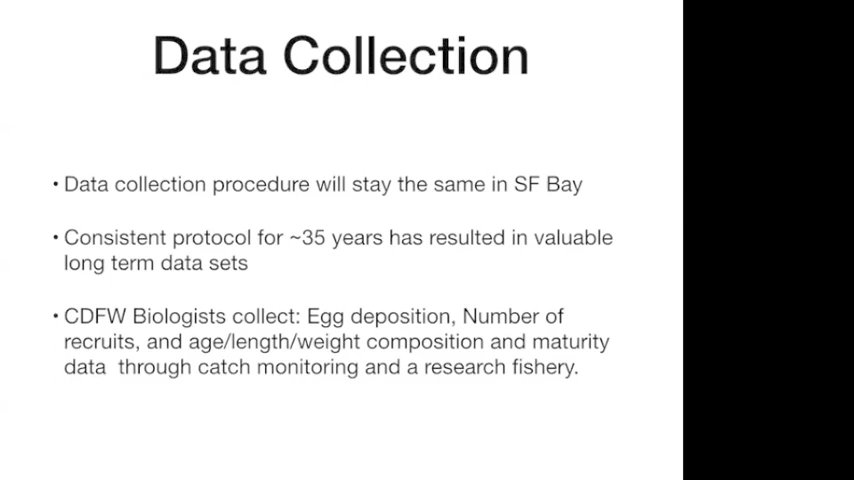 Data Collection
• Data collection procedure will stay the same in SF Bay
• Consistent protocol for ~35 years has resulted in valuable
long term data sets
• CDFW Biologists collect: Egg deposition, Number of
recruits, and age/length/weight composition and maturity
data through catch monitoring and a research fishery.